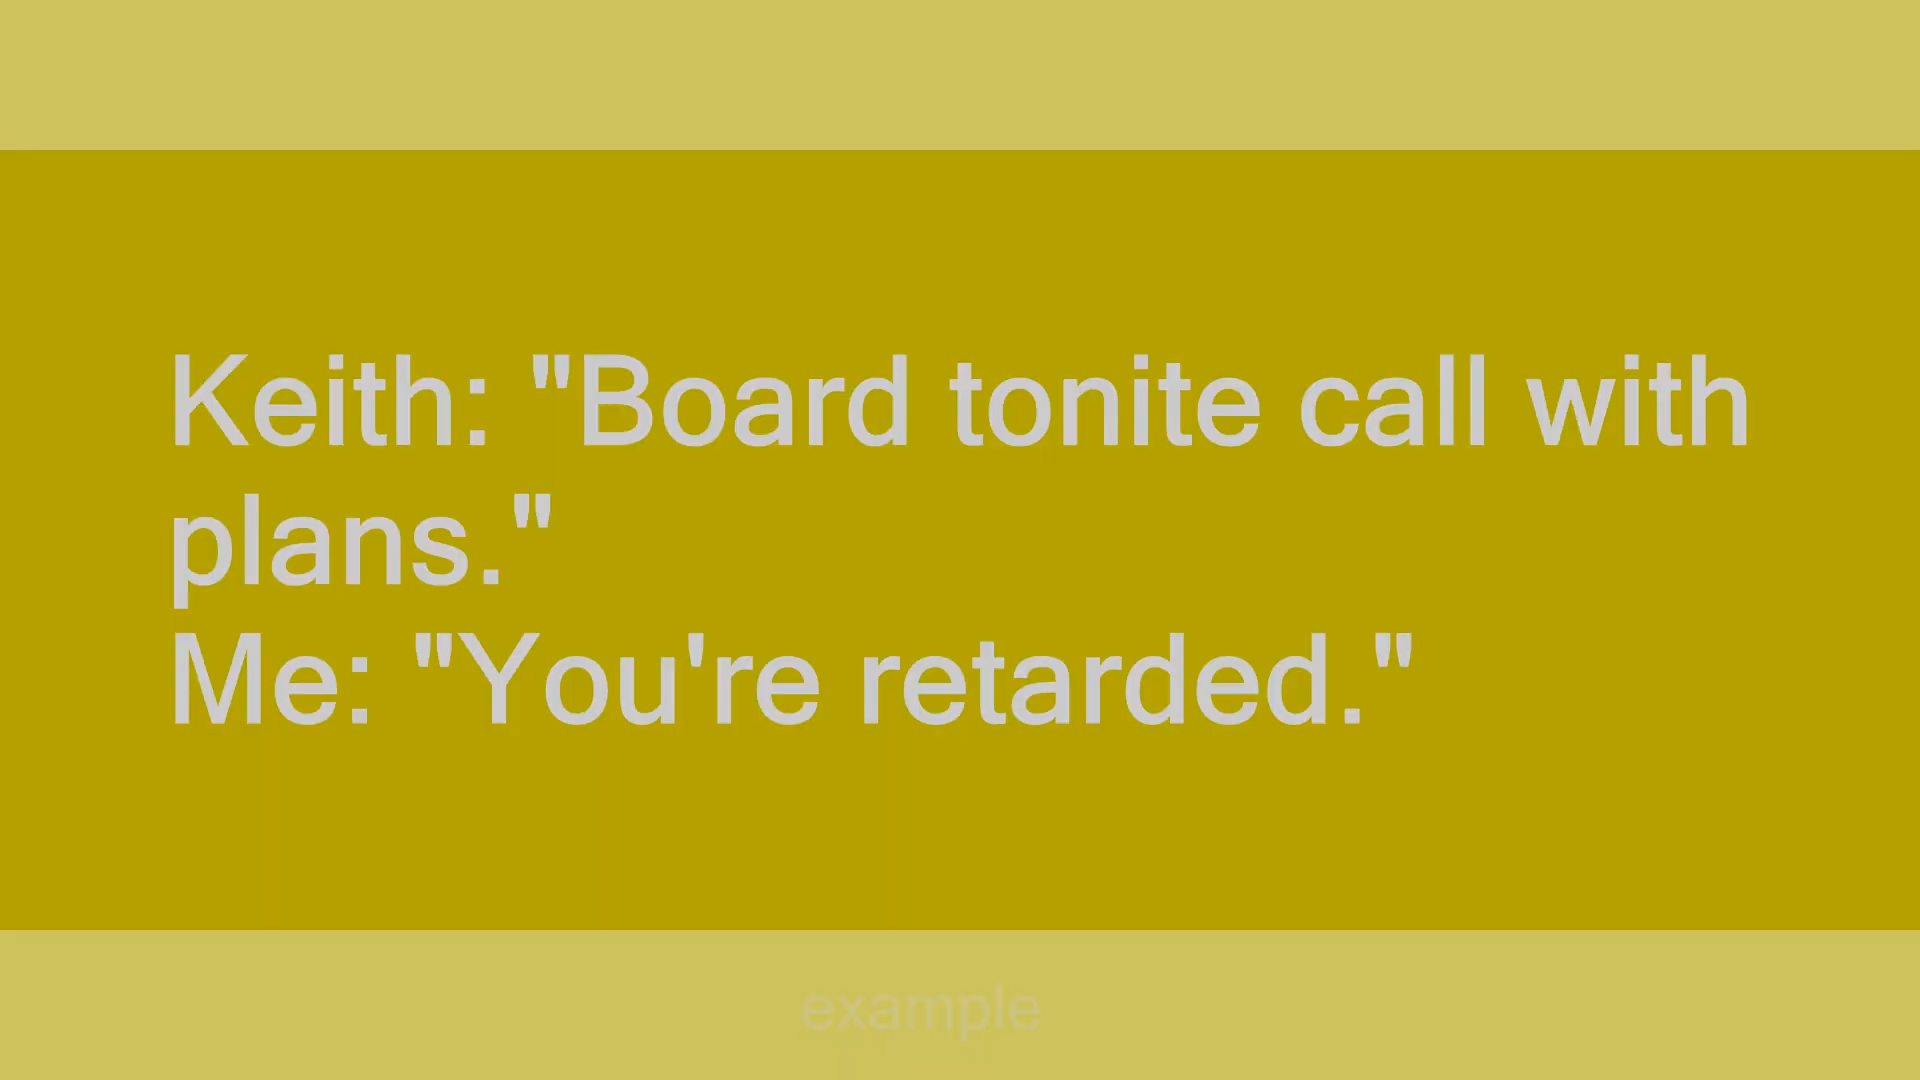 Keith: "Board tonite call with
plans."
Me: "You're retarded."
example